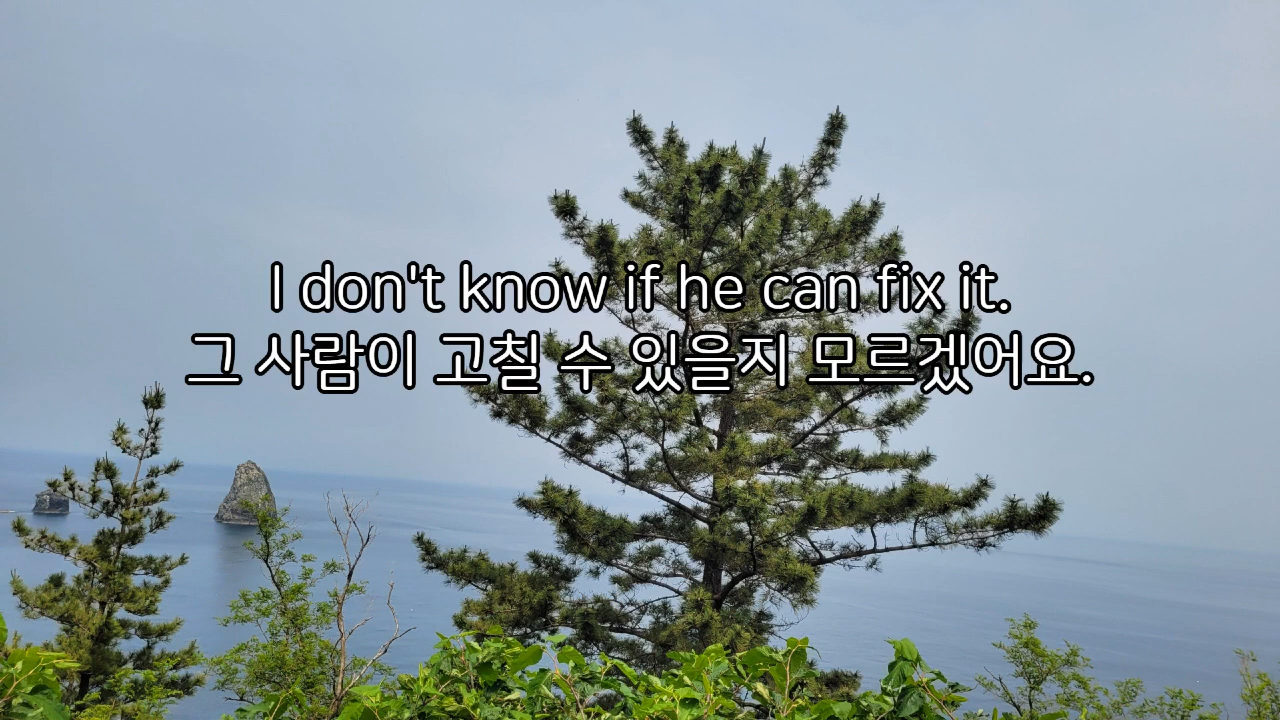 I don't know if he can fix it.
그 사람이 고칠 수 있을지 모르겠어요.